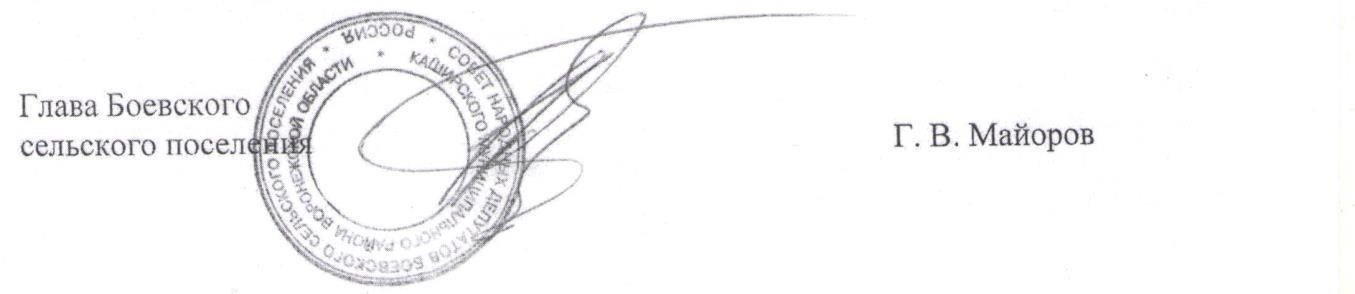 Глава Боевского
сельского поселения
Г. В. Майоров
СОВЕТ НАРОДНЫХ ДЕПУТАТОВ БОЕВСКОГО СЕЛЬСКОГО ПОСЕЛЕНИЯ * РОССИЯ *
КАШИРСКОГО МУНИЦИПАЛЬНОГО РАЙОНА ВОРОНЕЖСКОЙ ОБЛАСТИ *